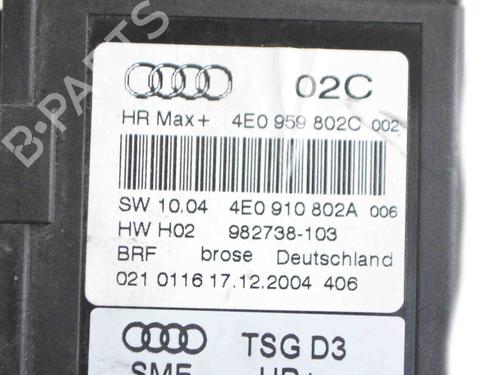 02C
HR Max+ 4E0 959 802C 002
SW 10.04 4E0 910 802A 006
HW H02 982738-103
BRF brose Deutschland
021 0116 17.12.2004 406
TSG D3
SME
B-PARTS